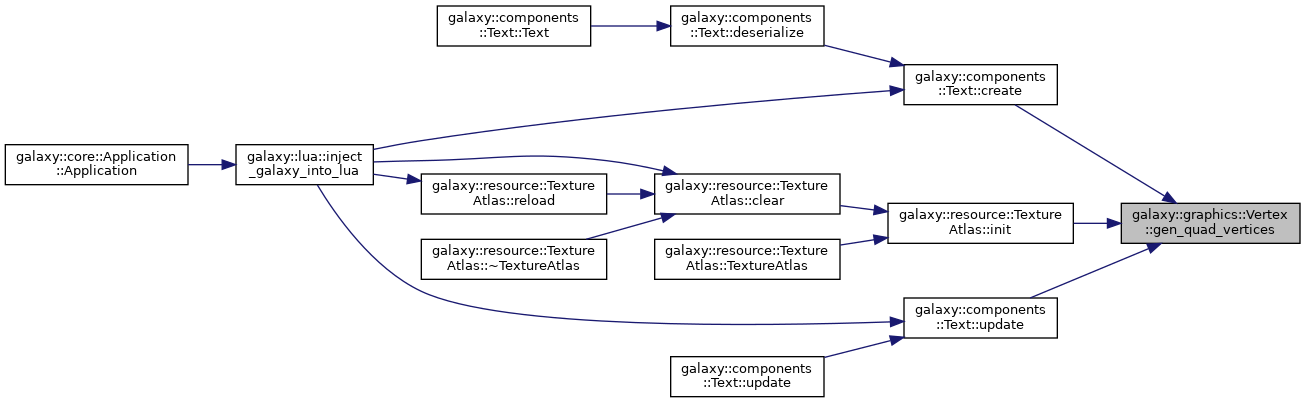 galaxy::components
::Text::Text
galaxy::components
::Text::deserialize
galaxy::components
::Text::create
galaxy::core::Application
::Application
galaxy::lua::inject
_galaxy_into_lua
galaxy::resource::Texture
Atlas::reload
galaxy::resource::Texture
Atlas::clear
galaxy::resource::Texture
Atlas::init
galaxy::graphics::Vertex
::gen_quad_vertices
galaxy::resource::Texture
Atlas::~TextureAtlas
galaxy::resource::Texture
Atlas::TextureAtlas
galaxy::components
::Text::update
galaxy::components
::Text::update